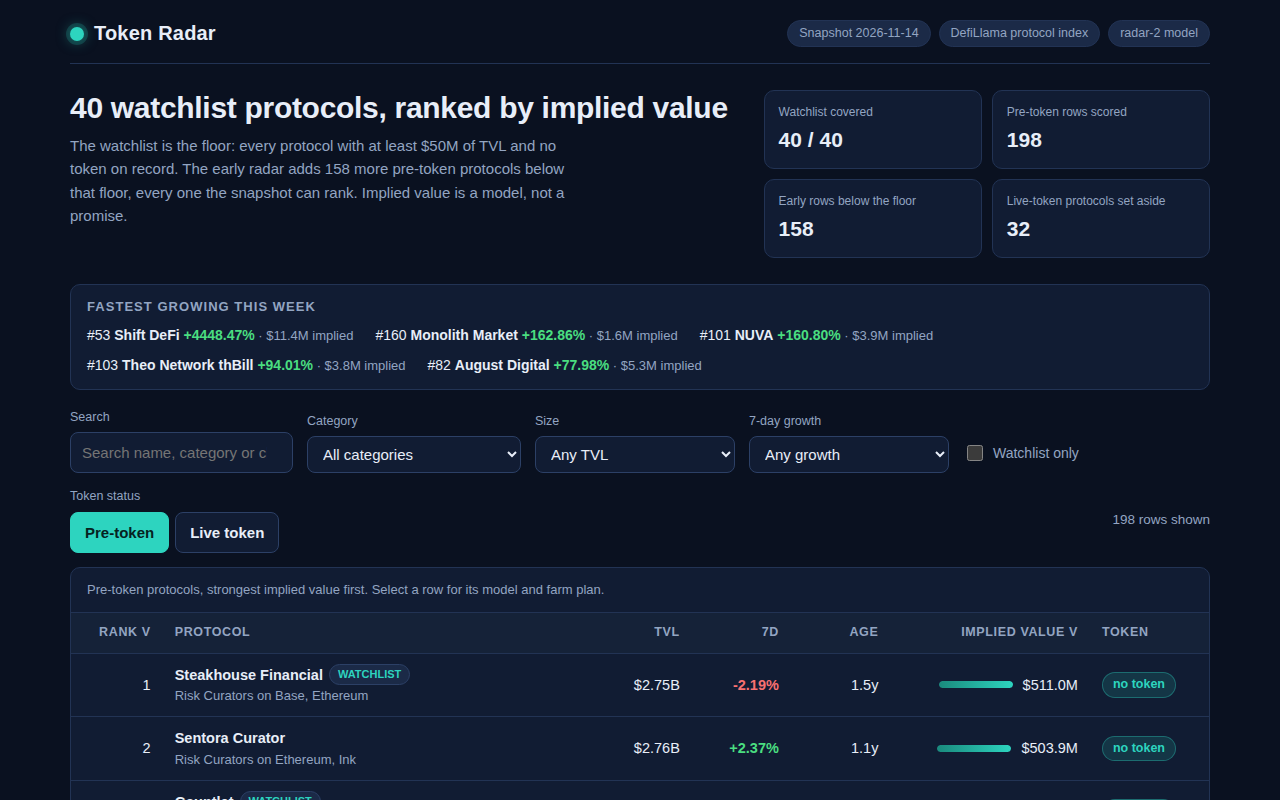 Token Radar
Snapshot 2026-11-14
DefiLlama protocol index
radar-2 model
40 watchlist protocols, ranked by implied value
The watchlist is the floor: every protocol with at least $50M of TVL and no
token on record. The early radar adds 158 more pre-token protocols below
that floor, every one the snapshot can rank. Implied value is a model, not a
promise.
Watchlist covered
40 / 40
Pre-token rows scored
198
Early rows below the floor
158
Live-token protocols set aside
32
FASTEST GROWING THIS WEEK
#53 Shift DeFi +4448.47% · $11.4M implied #160 Monolith Market +162.86% · $1.6M implied #101 NUVA +160.80% · $3.9M implied
#103 Theo Network thBill +94.01% · $3.8M implied #82 August Digital +77.98% · $5.3M implied
Search
Category
Size
7-day growth
Search name, category or c
All categories
Any TVL
Any growth
Watchlist only
Token status
Pre-token
Live token
198 rows shown
Pre-token protocols, strongest implied value first. Select a row for its model and farm plan.
RANK V PROTOCOL TVL 7D AGE IMPLIED VALUE V TOKEN
1 Steakhouse Financial WATCHLIST $2.75B -2.19% 1.5y $511.0M no token
Risk Curators on Base, Ethereum
2 Sentora Curator $2.76B +2.37% 1.1y $503.9M no token
Risk Curators on Ethereum, Ink
Gauntlet WATCHLIST